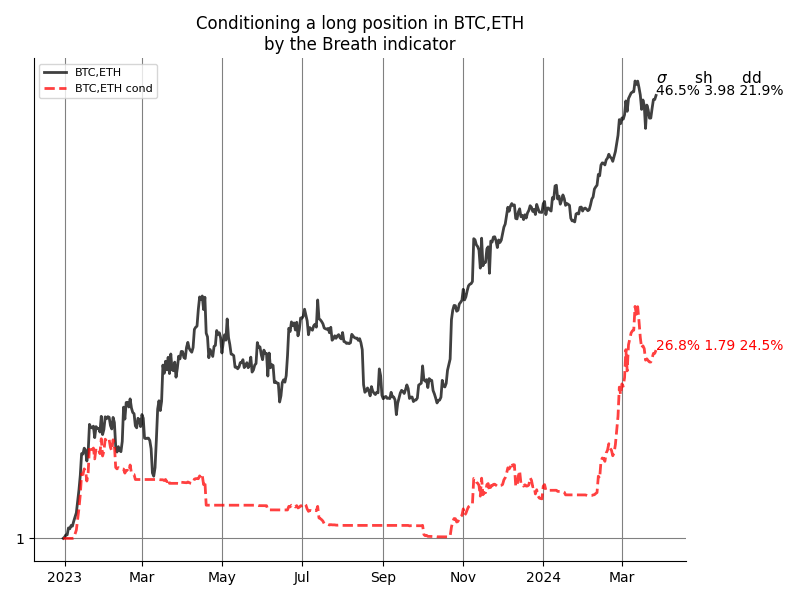 Conditioning a long position in BTC,ETH
by the Breath indicator
BTC,ETH
BTC,ETH cond
σ sh dd
46.5% 3.98 21.9%
26.8% 1.79 24.5%
1
2023 Mar May Jul Sep Nov 2024 Mar